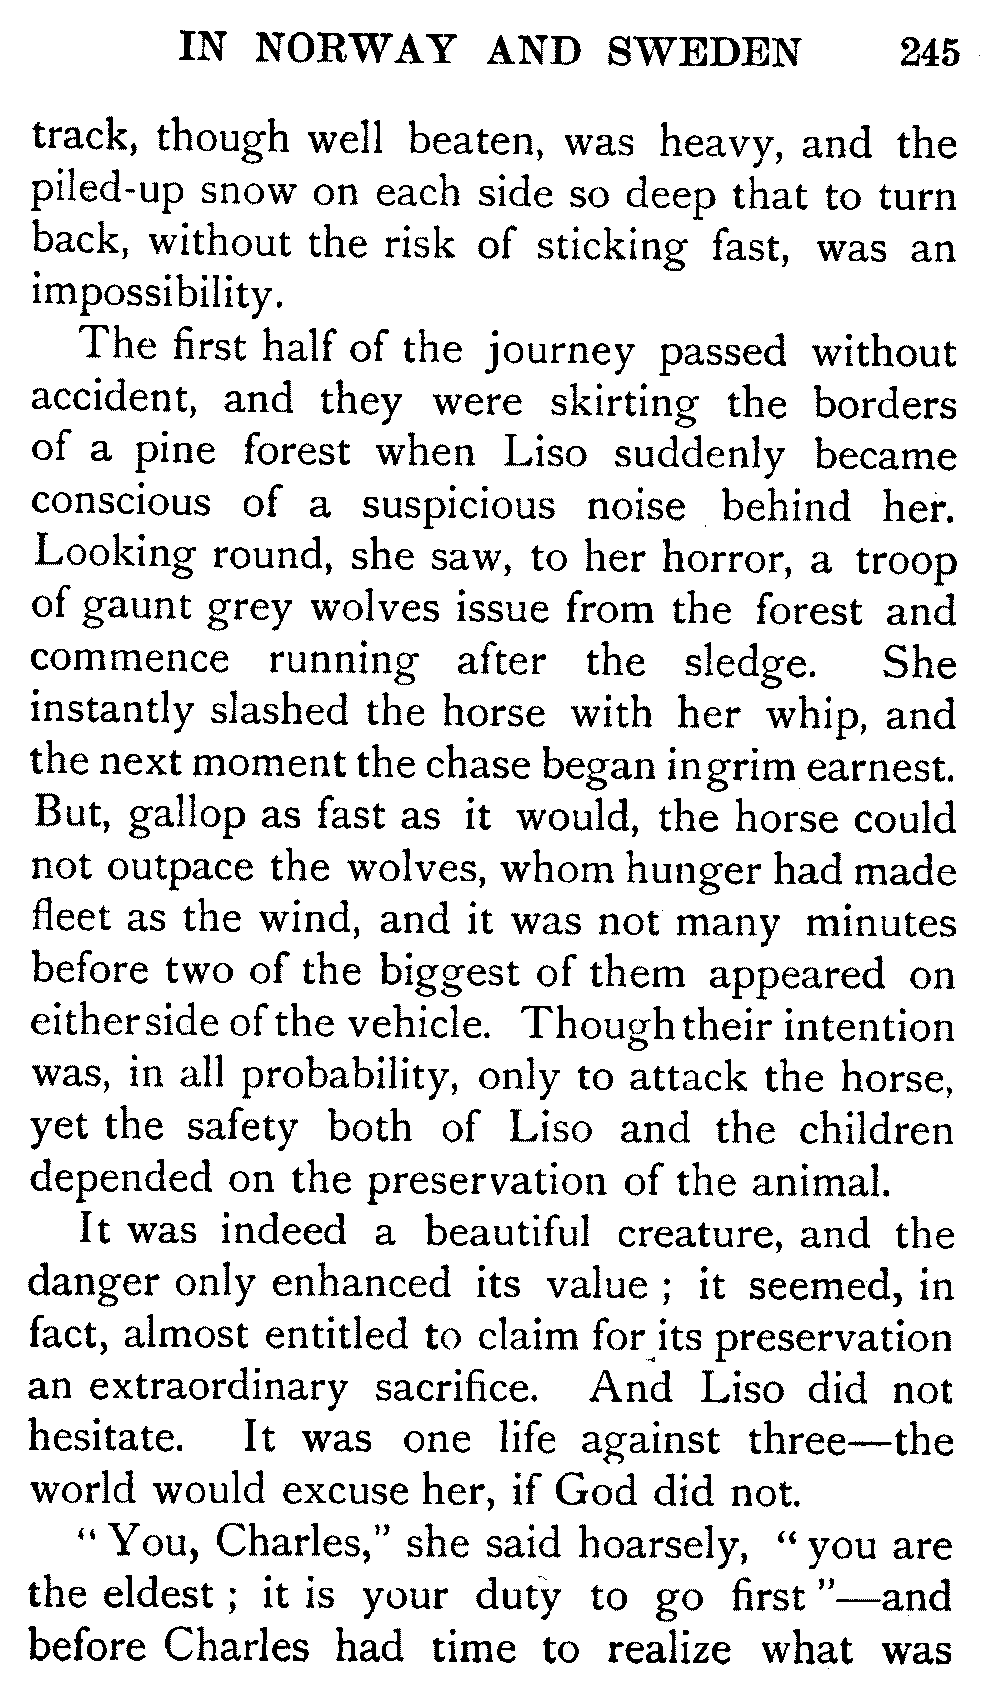 IN NORWAY AND SWEDEN 245
track, though well beaten, was heavy, and the
piled-up snow on each side so deep that to turn
back, without the risk of sticking fast, was an
impossibility.
The first half of the journey passed without
accident, and they were skirting the borders
of a pine forest when Liso suddenly became
conscious of a suspicious noise behind her.
Looking round, she saw, to her horror, a troop
of gaunt grey wolves issue from the forest and
commence running after the sledge. She
instantly slashed the horse with her whip, and
the next moment the chase began in grim earnest.
But, gallop as fast as it would, the horse could
not outpace the wolves, whom hunger had made
fleet as the wind, and it was not many minutes
before two of the biggest of them appeared on
either side of the vehicle. Though their intention
was, in all probability, only to attack the horse,
yet the safety both of Liso and the children
depended on the preservation of the animal.
It was indeed a beautiful creature, and the
danger only enhanced its value ; it seemed, in
fact, almost entitled to claim for its preservation
an extraordinary sacrifice. And Liso did not
hesitate. It was one life against three—the
world would excuse her, if God did not.
“ You, Charles,” she said hoarsely, “ you are
the eldest ; it is your duty to go first ”—and
before Charles had time to realize what was